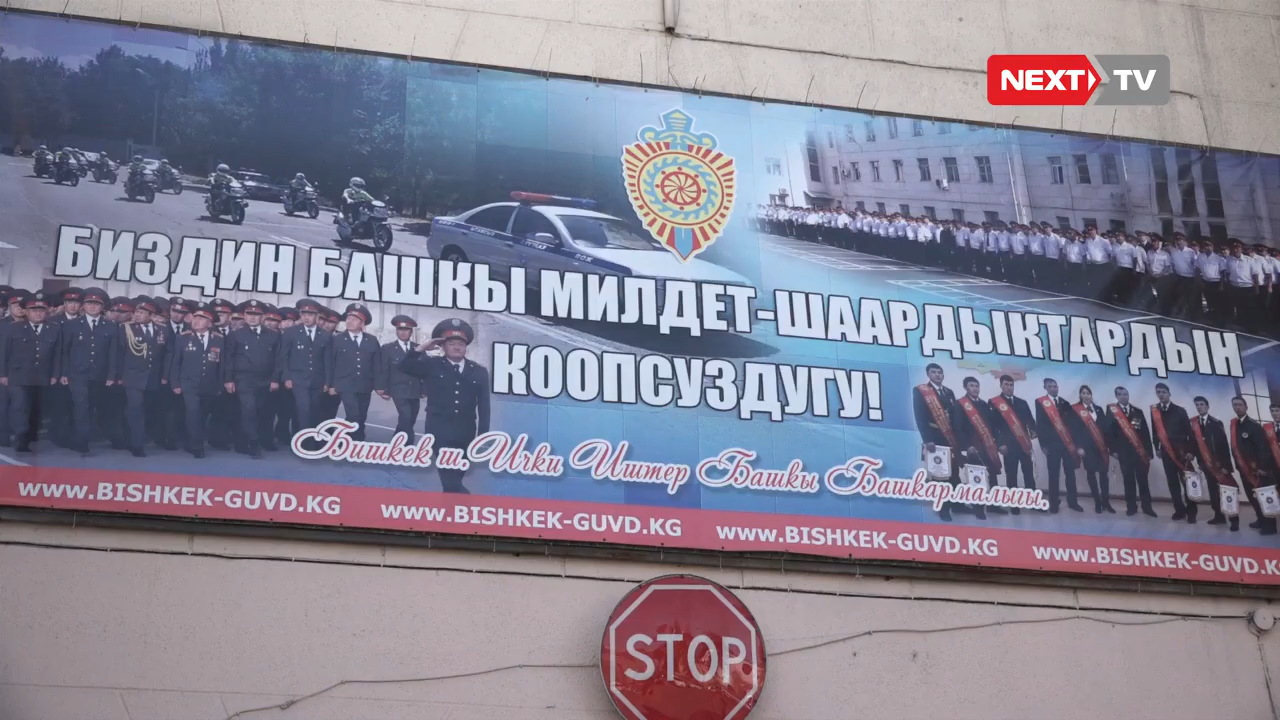 NEXT TV
БИЗДИН БАШКЫ МИЛДЕТ-ШААРДЫКТАРДЫН
КООПСУЗДУГУ!
Бишкек ш. Ички Иштер Башкы Башкармалыгы.
www.BISHKEK-GUVD.KG www.BISHKEK-GUVD.KG www.BISHKEK-GUVD.KG www.BISHKEK-GUVD.K
STOP